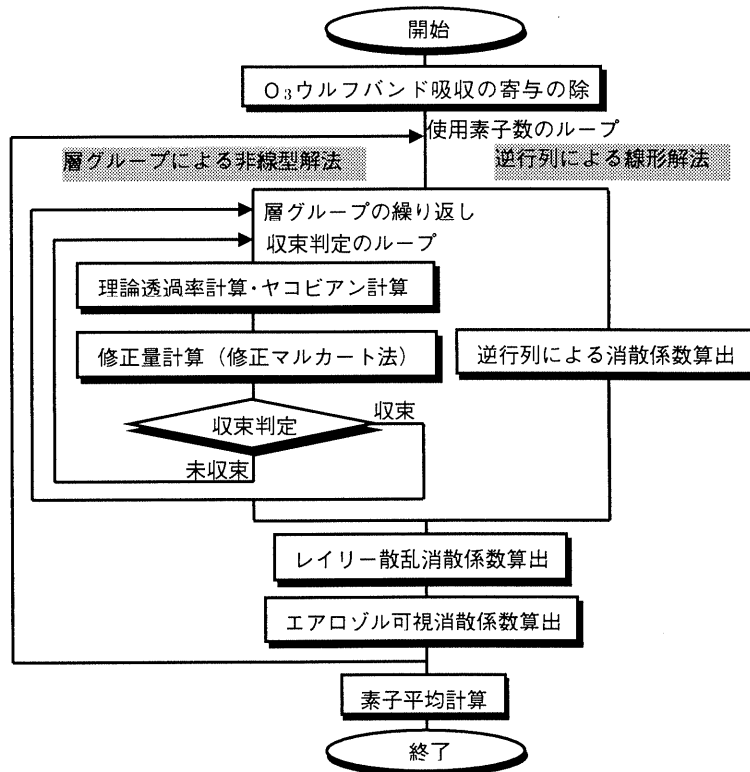 開始
O₃ウルフバンド吸収の寄与の除
使用素子数のループ
層グループによる非線型解法
逆行列による線形解法
層グループの繰り返し
収束判定のループ
理論透過率計算・ヤコビアン計算
修正量計算（修正マルカート法）
逆行列による消散係数算出
収束判定
収束
未収束
レイリー散乱消散係数算出
エアロゾル可視消散係数算出
素子平均計算
終了